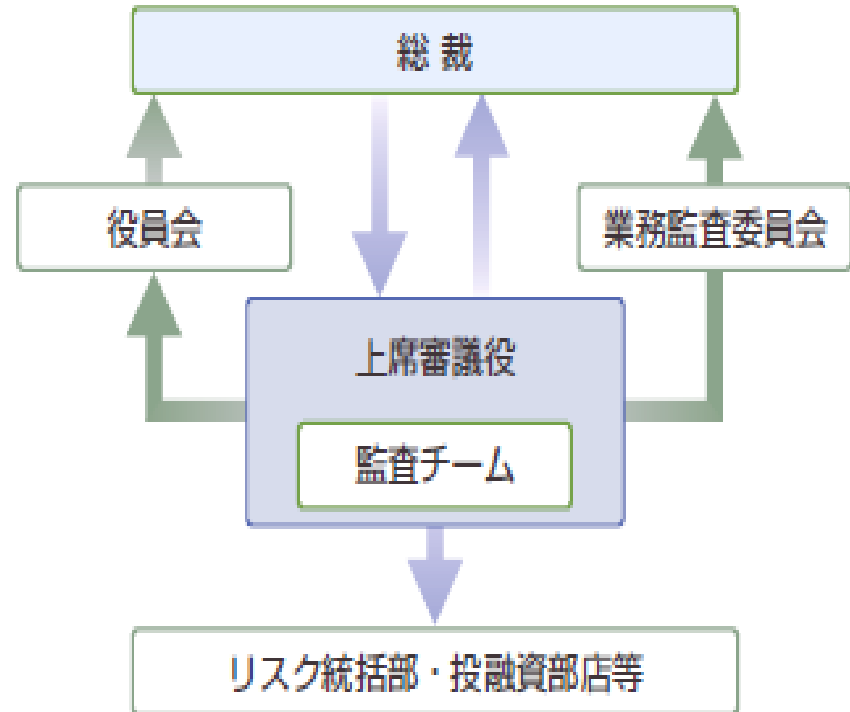 総 裁
役員会
業務監査委員会
上席審議役
監査チーム
リスク統括部・投融資部店等